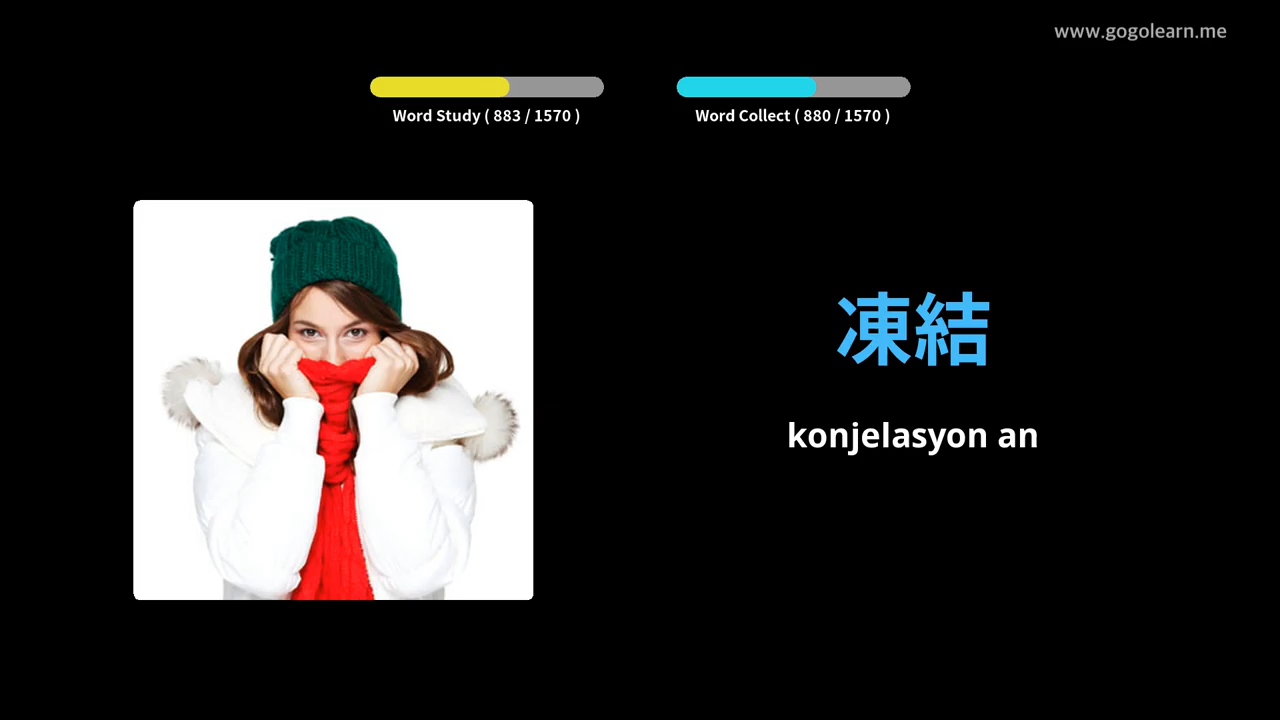 www.gogolearn.me
Word Study ( 883 / 1570 )
Word Collect ( 880 / 1570 )
凍結
konjelasyon an